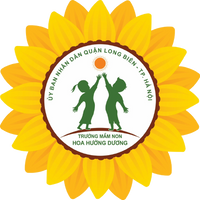 ỦY BAN NHÂN DÂN QUẬN LONG BIÊN - TP. HÀ NỘI
TRƯỜNG MẦM NON
HOA HƯỚNG DƯƠNG